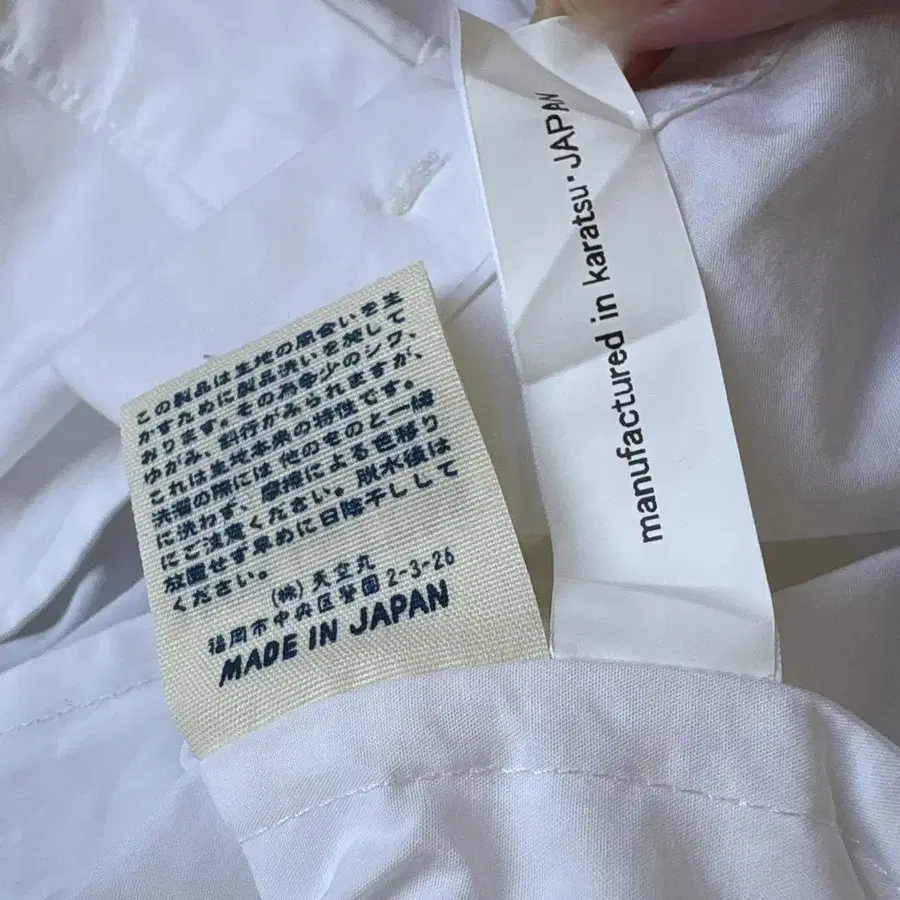 この製品は生地の風合いを生
かすために製品洗いを施して
おります。その為多少のシワ、
ゆがみ、斜行がみられますが、
これは生地本来の特性です。
洗濯の際には他のものと一緒
に洗わず、摩擦による色移り
にご注意ください。脱水後は
放置せず早めに日陰干しして
ください。
(株)天空丸
福岡市中央区警固2-3-26
MADE IN JAPAN
manufactured in karatsu・JAPAN